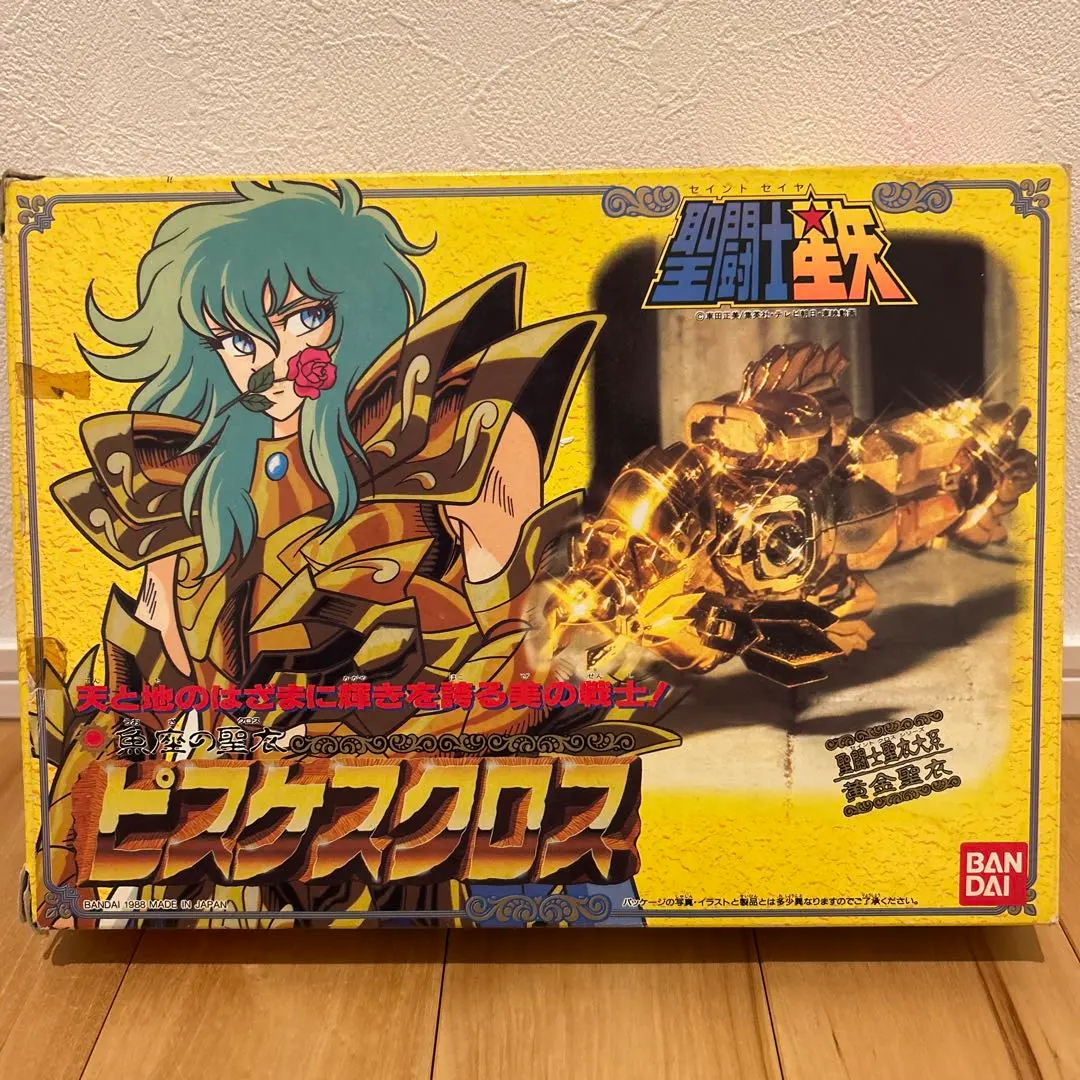 セイント セイヤ
聖闘士星矢
©車田正美/集英社・テレビ朝日・東映動画
天と地のはざまに輝きを誇る美の戦士!
魚座の聖衣
クロス
ピスケスクロス
聖闘士聖衣大系
黄金聖衣
BANDAI 1988 MADE IN JAPAN
パッケージの写真・イラストと製品とは多少異なりますのでご了承ください。
BAN
DAI